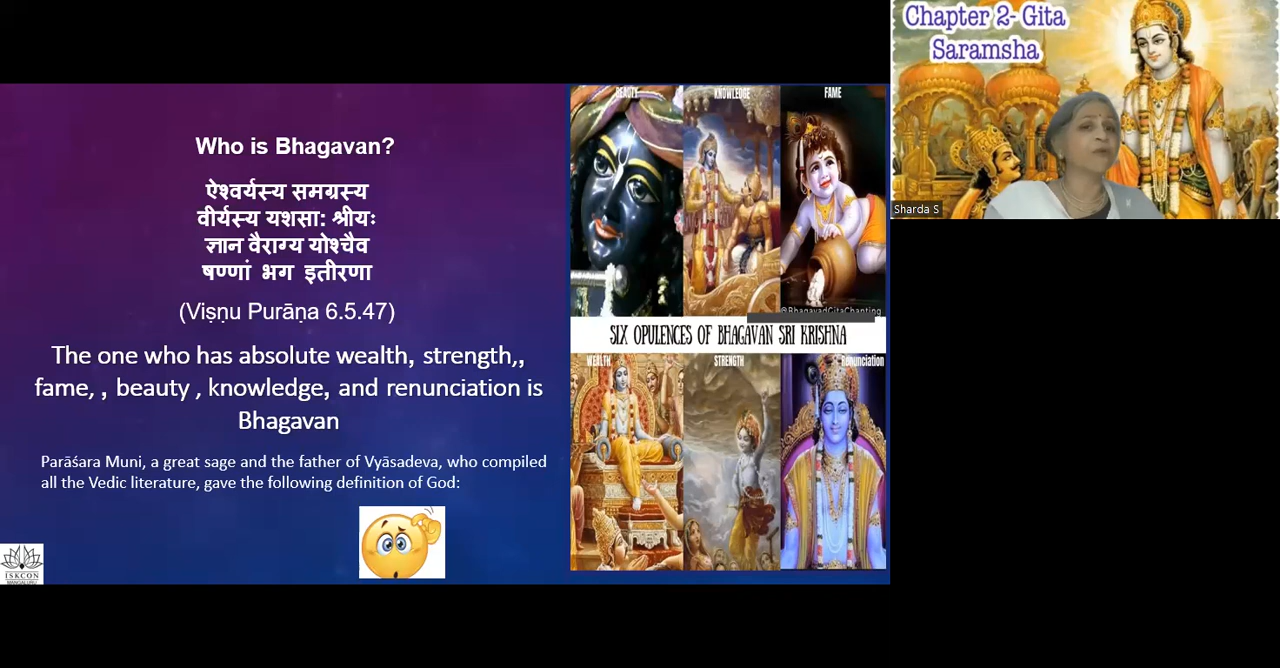 Who is Bhagavan?
ऐश्वर्यस्य समग्रस्य
वीर्यस्य यशसा: श्रीयः
ज्ञान वैराग्य योश्चैव
षण्णां भग इतीरणा
(Viṣṇu Purāṇa 6.5.47)
The one who has absolute wealth, strength,,
fame, , beauty , knowledge, and renunciation is
Bhagavan
Parāśara Muni, a great sage and the father of Vyāsadeva, who compiled
all the Vedic literature, gave the following definition of God:
ISKCON
MANGALURU
BEAUTY
KNOWLEDGE
FAME
@BhagavadGitaChanting
SIX OPULENCES OF BHAGAVAN SRI KRISHNA
WEALTH
STRENGTH
Renunciation
Chapter 2- Gita
Saramsha
Sharda S